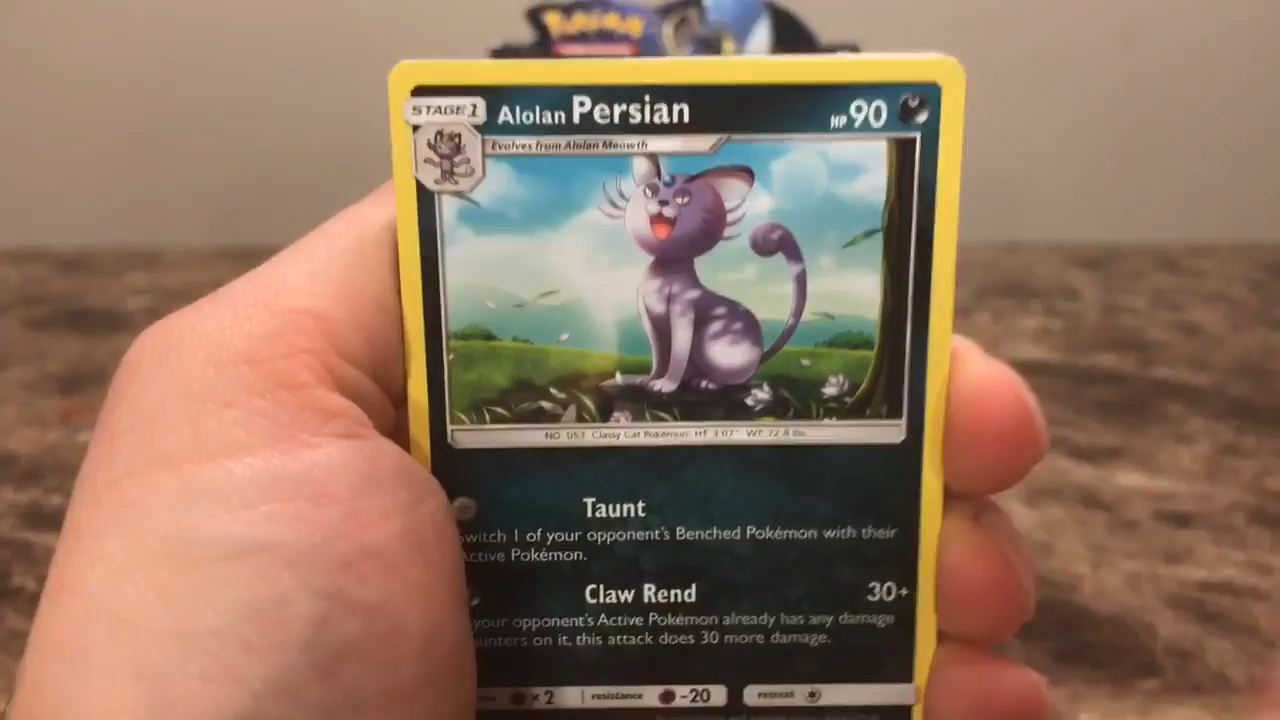 Pokémon
STAGE 1
Alolan Persian
HP 90
Evolves from Alolan Meowth
NO. 053 Classy Cat Pokémon HT: 3'07" WT: 72.8 lbs.
Taunt
witch 1 of your opponent's Benched Pokémon with their
ctive Pokémon.
Claw Rend 30+
your opponent's Active Pokémon already has any damage
unters on it, this attack does 30 more damage.
×2 resistance -20 retreat